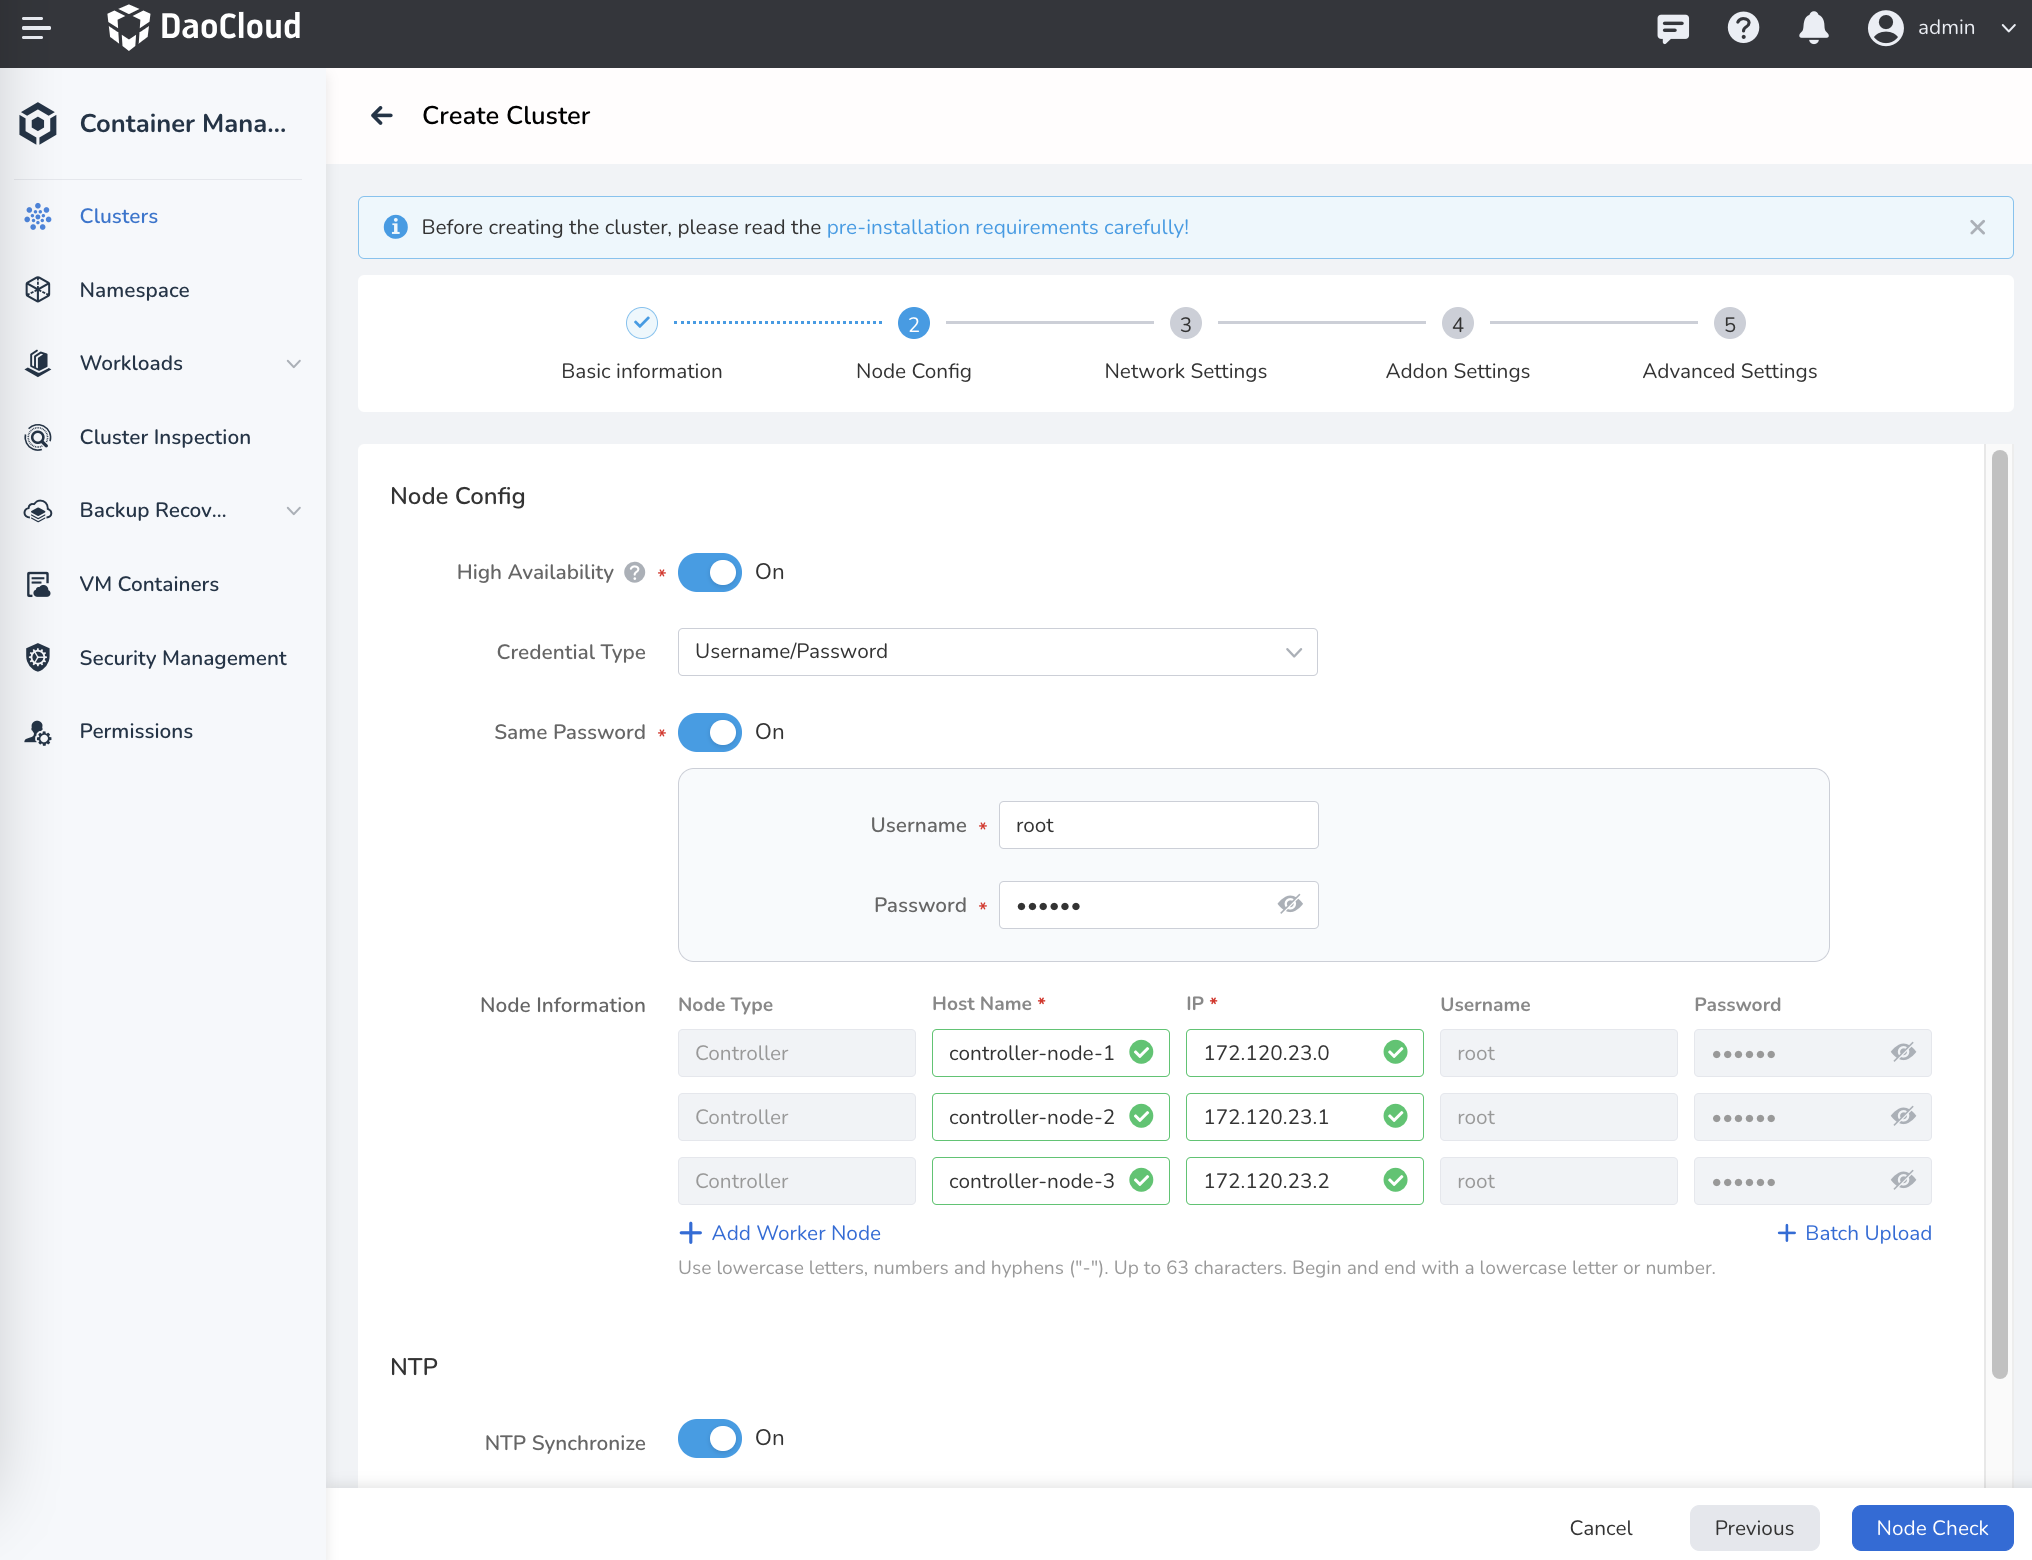 DaoCloud
admin
Container Mana...
Clusters
Namespace
Workloads
Cluster Inspection
Backup Recov...
VM Containers
Security Management
Permissions
Create Cluster
Before creating the cluster, please read the pre-installation requirements carefully!
2 3 4 5
Basic information Node Config Network Settings Addon Settings Advanced Settings
Node Config
High Availability ? * On
Credential Type Username/Password
Same Password * On
Username * root
Password * ••••••
Node Information Node Type Host Name * IP * Username Password
Controller controller-node-1 172.120.23.0 root ••••••
Controller controller-node-2 172.120.23.1 root ••••••
Controller controller-node-3 172.120.23.2 root ••••••
+ Add Worker Node + Batch Upload
Use lowercase letters, numbers and hyphens ("-"). Up to 63 characters. Begin and end with a lowercase letter or number.
NTP
NTP Synchronize On
Cancel Previous Node Check